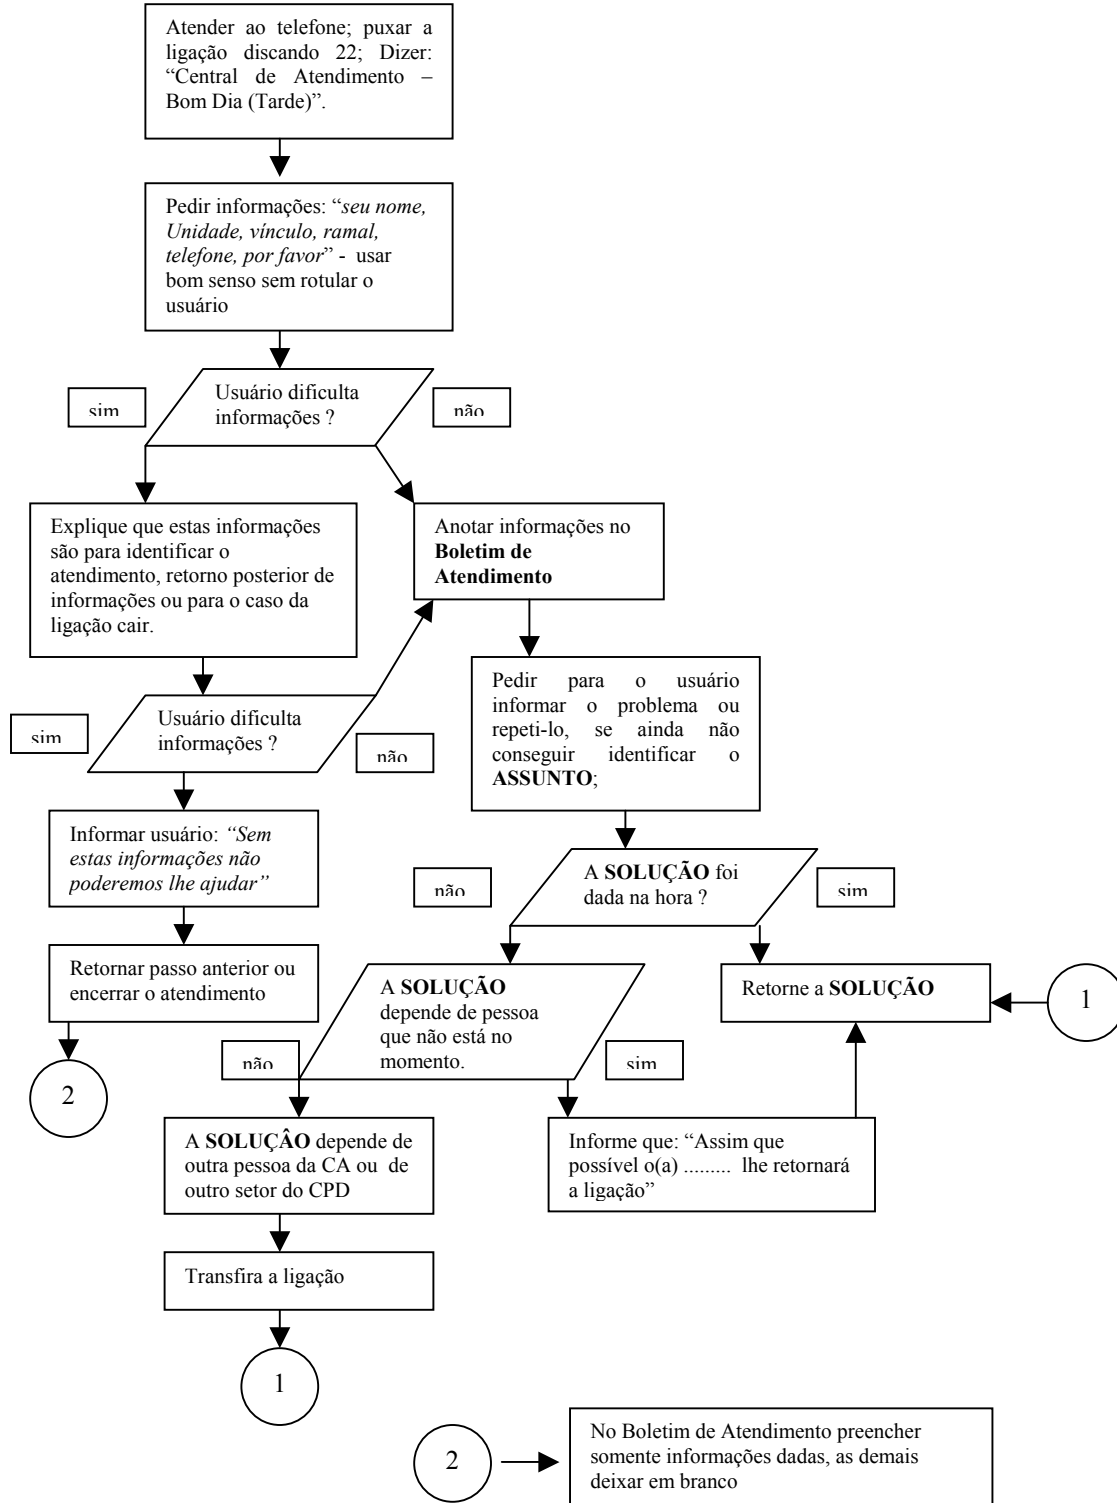 Atender ao telefone; puxar a
ligação discando 22; Dizer:
“Central de Atendimento –
Bom Dia (Tarde)”.
Pedir informações: “seu nome,
Unidade, vínculo, ramal,
telefone, por favor” - usar
bom senso sem rotular o
usuário
Usuário dificulta
informações ?
sim
não
Explique que estas informações
são para identificar o
atendimento, retorno posterior de
informações ou para o caso da
ligação cair.
Anotar informações no
Boletim de
Atendimento
Usuário dificulta
informações ?
sim
não
Pedir para o usuário
informar o problema ou
repeti-lo, se ainda não
conseguir identificar o
ASSUNTO;
Informar usuário: “Sem
estas informações não
poderemos lhe ajudar”
A SOLUÇÃO foi
dada na hora ?
não
sim
Retornar passo anterior ou
encerrar o atendimento
A SOLUÇÃO
depende de pessoa
que não está no
momento.
Retorne a SOLUÇÃO
1
não
sim
2
A SOLUÇÂO depende de
outra pessoa da CA ou de
outro setor do CPD
Informe que: “Assim que
possível o(a) ......... lhe retornará
a ligação”
Transfira a ligação
1
2
No Boletim de Atendimento preencher
somente informações dadas, as demais
deixar em branco